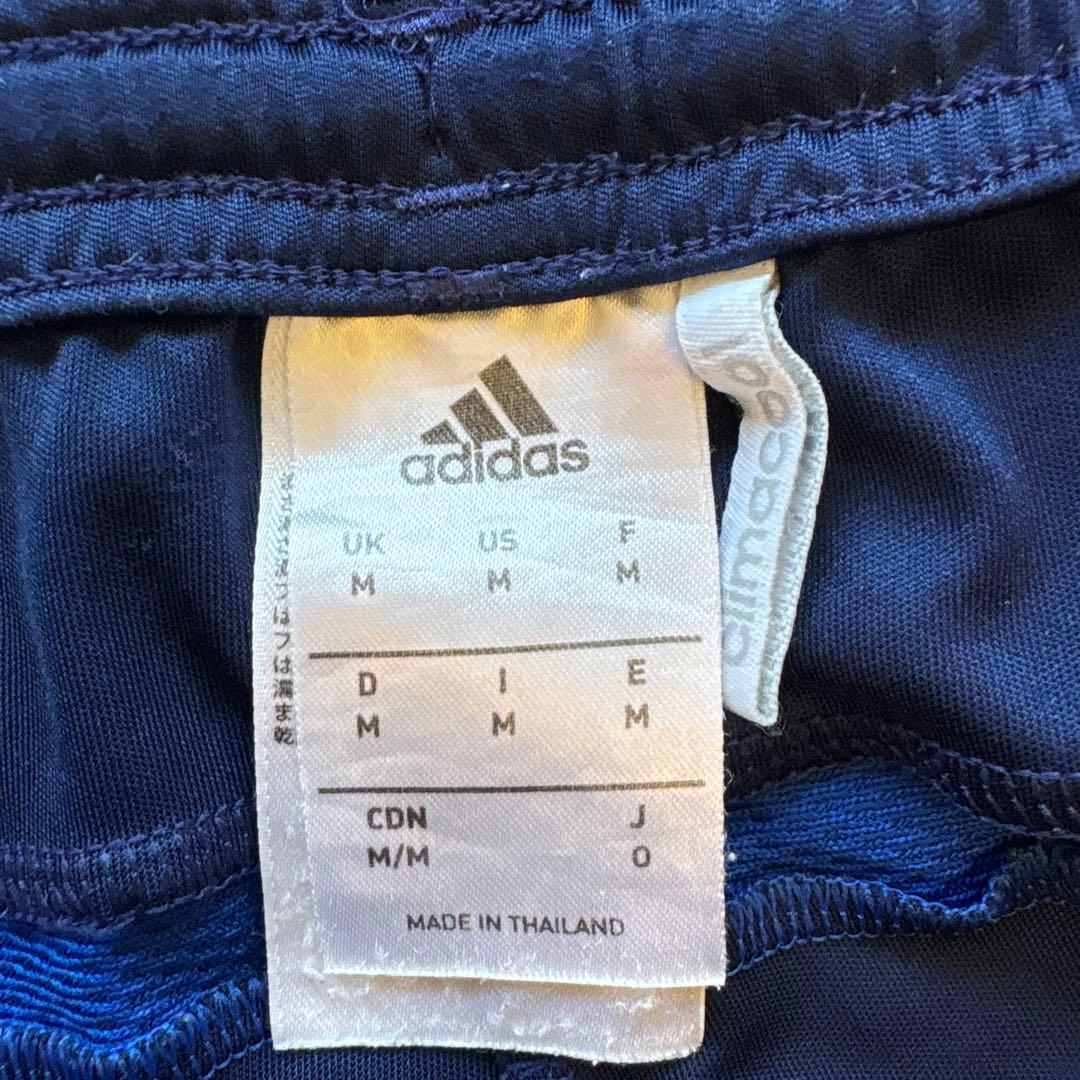 adidas
UK US F
M M M
D I E
M M M
CDN J
M/M O
MADE IN THAILAND
climacool